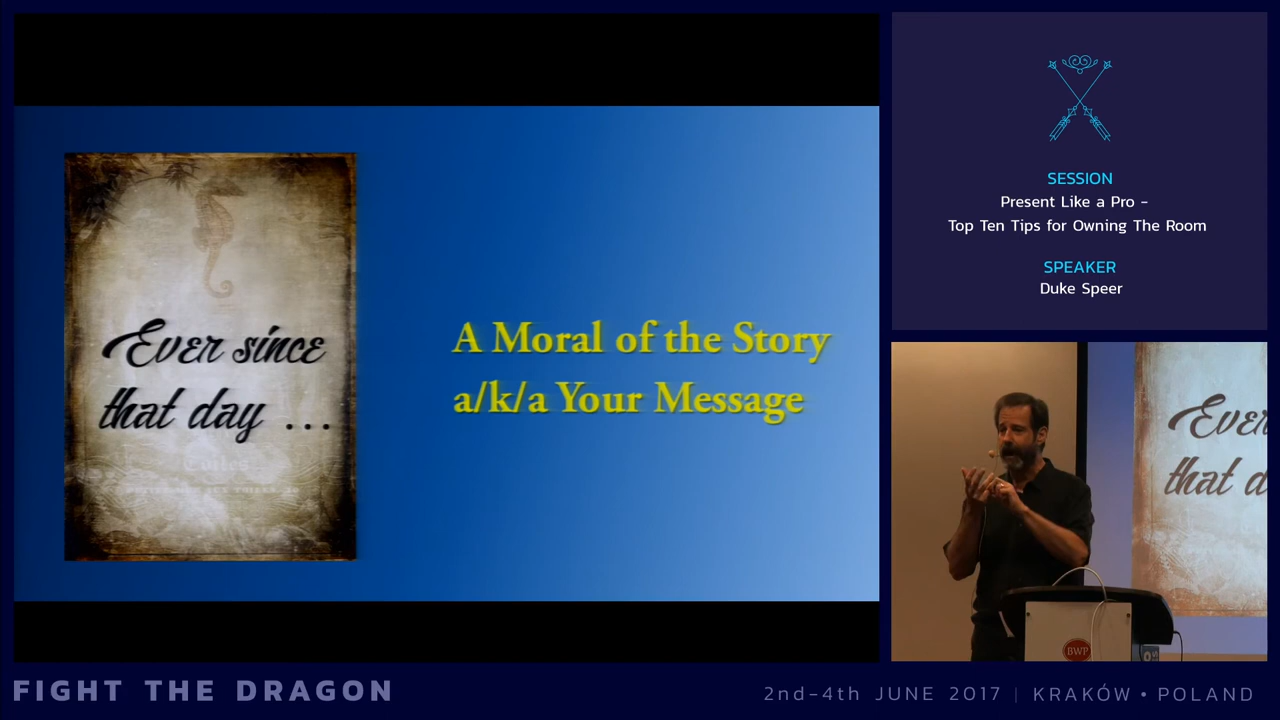 Ever since
that day ...
A Moral of the Story
a/k/a Your Message
SESSION
Present Like a Pro -
Top Ten Tips for Owning The Room
SPEAKER
Duke Speer
Ever
that d
BWP
FIGHT THE DRAGON
2nd-4th JUNE 2017 | KRAKÓW • POLAND